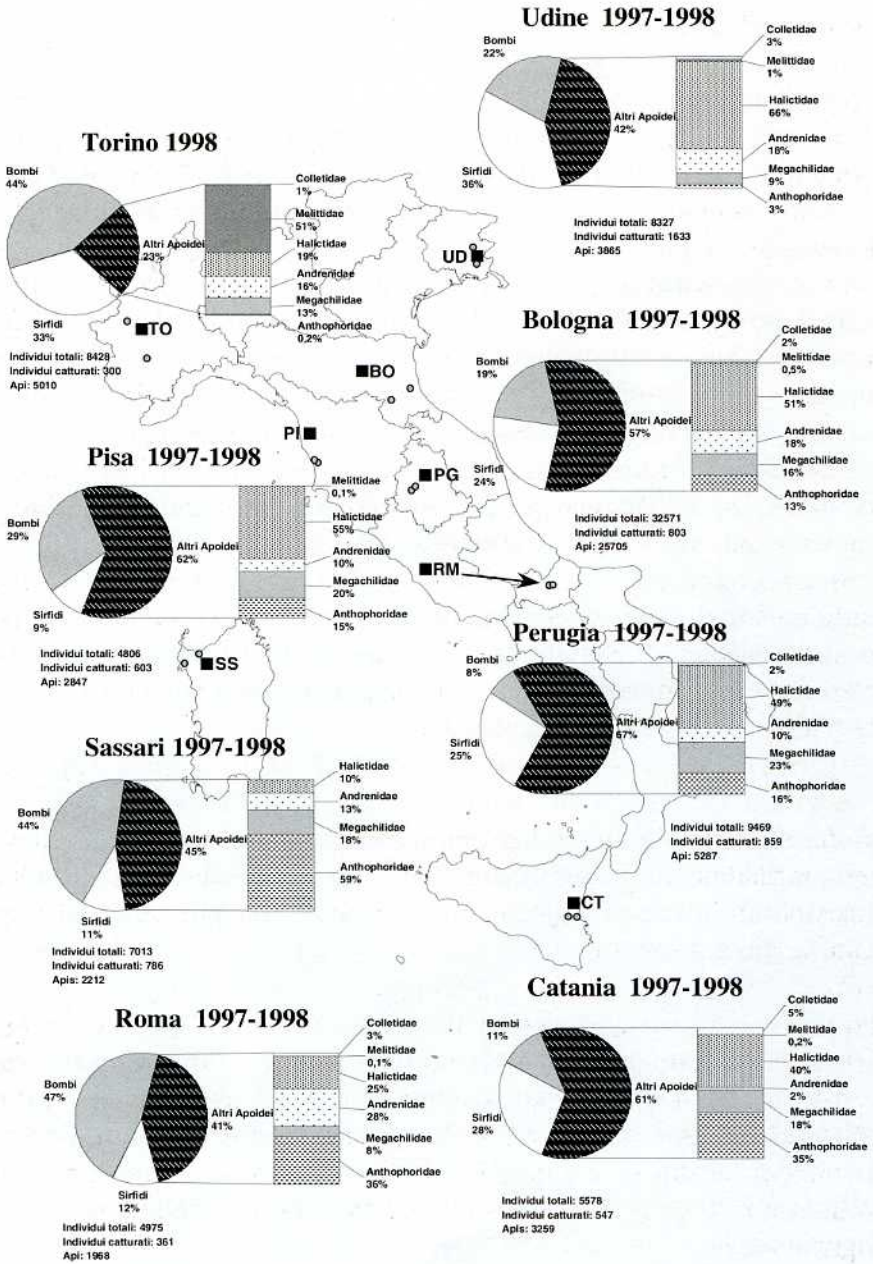 Udine 1997-1998
Bombi
22%
Sirfidi
36%
Altri Apoidei
42%
Colletidae
3%
Melittidae
1%
Halictidae
66%
Andrenidae
18%
Megachilidae
9%
Anthophoridae
3%
Individui totali: 8327
Individui catturati: 1633
Api: 3865
Torino 1998
Bombi
44%
Altri Apoidei
23%
Sirfidi
33%
Colletidae
1%
Melittidae
51%
Halictidae
19%
Andrenidae
16%
Megachilidae
13%
Anthophoridae
0,2%
Individui totali: 8428
Individui catturati: 300
Api: 5010
UD
TO
BO
PI
PG
RM
SS
CT
Bologna 1997-1998
Bombi
19%
Altri Apoidei
57%
Sirfidi
24%
Colletidae
2%
Melittidae
0,5%
Halictidae
51%
Andrenidae
18%
Megachilidae
16%
Anthophoridae
13%
Individui totali: 32571
Individui catturati: 803
Api: 25705
Pisa 1997-1998
Bombi
29%
Altri Apoidei
62%
Sirfidi
9%
Melittidae
0,1%
Halictidae
55%
Andrenidae
10%
Megachilidae
20%
Anthophoridae
15%
Individui totali: 4806
Individui catturati: 603
Api: 2847
Perugia 1997-1998
Bombi
8%
Altri Apoidei
67%
Sirfidi
25%
Colletidae
2%
Halictidae
49%
Andrenidae
10%
Megachilidae
23%
Anthophoridae
16%
Individui totali: 9469
Individui catturati: 859
Api: 5287
Sassari 1997-1998
Bombi
44%
Altri Apoidei
45%
Sirfidi
11%
Halictidae
10%
Andrenidae
13%
Megachilidae
18%
Anthophoridae
59%
Individui totali: 7013
Individui catturati: 786
Apis: 2212
Roma 1997-1998
Bombi
47%
Altri Apoidei
41%
Sirfidi
12%
Colletidae
3%
Melittidae
0,1%
Halictidae
25%
Andrenidae
28%
Megachilidae
8%
Anthophoridae
36%
Individui totali: 4975
Individui catturati: 361
Api: 1968
Catania 1997-1998
Bombi
11%
Altri Apoidei
61%
Sirfidi
28%
Colletidae
5%
Melittidae
0,2%
Halictidae
40%
Andrenidae
2%
Megachilidae
18%
Anthophoridae
35%
Individui totali: 5578
Individui catturati: 547
Apis: 3259